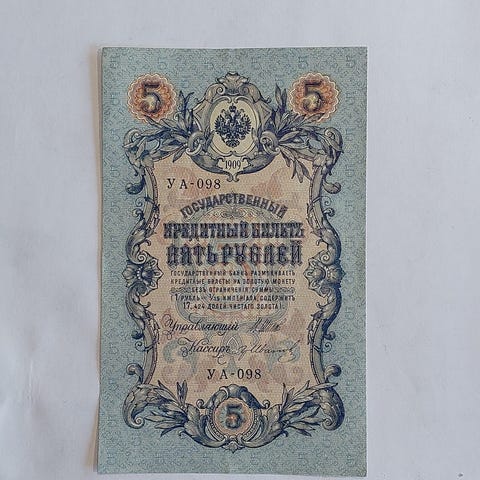 5 5
1909
УА-098
ГОСУДАРСТВЕННЫЙ
КРЕДИТНЫЙ БИЛЕТЪ
ПЯТЬ РУБЛЕЙ
ГОСУДАРСТВЕННЫЙ БАНКЪ РАЗМѢНИВАЕТЪ
КРЕДИТНЫЕ БИЛЕТЫ НА ЗОЛОТУЮ МОНЕТУ
БЕЗЪ ОГРАНИЧЕНІЯ СУММЫ
(1 РУБЛЬ = 1/15 ИМПЕРІАЛА, СОДЕРЖИТЪ
17,424 ДОЛЕЙ ЧИСТАГО ЗОЛОТА).
Управляющій
Кассиръ
УА-098
5